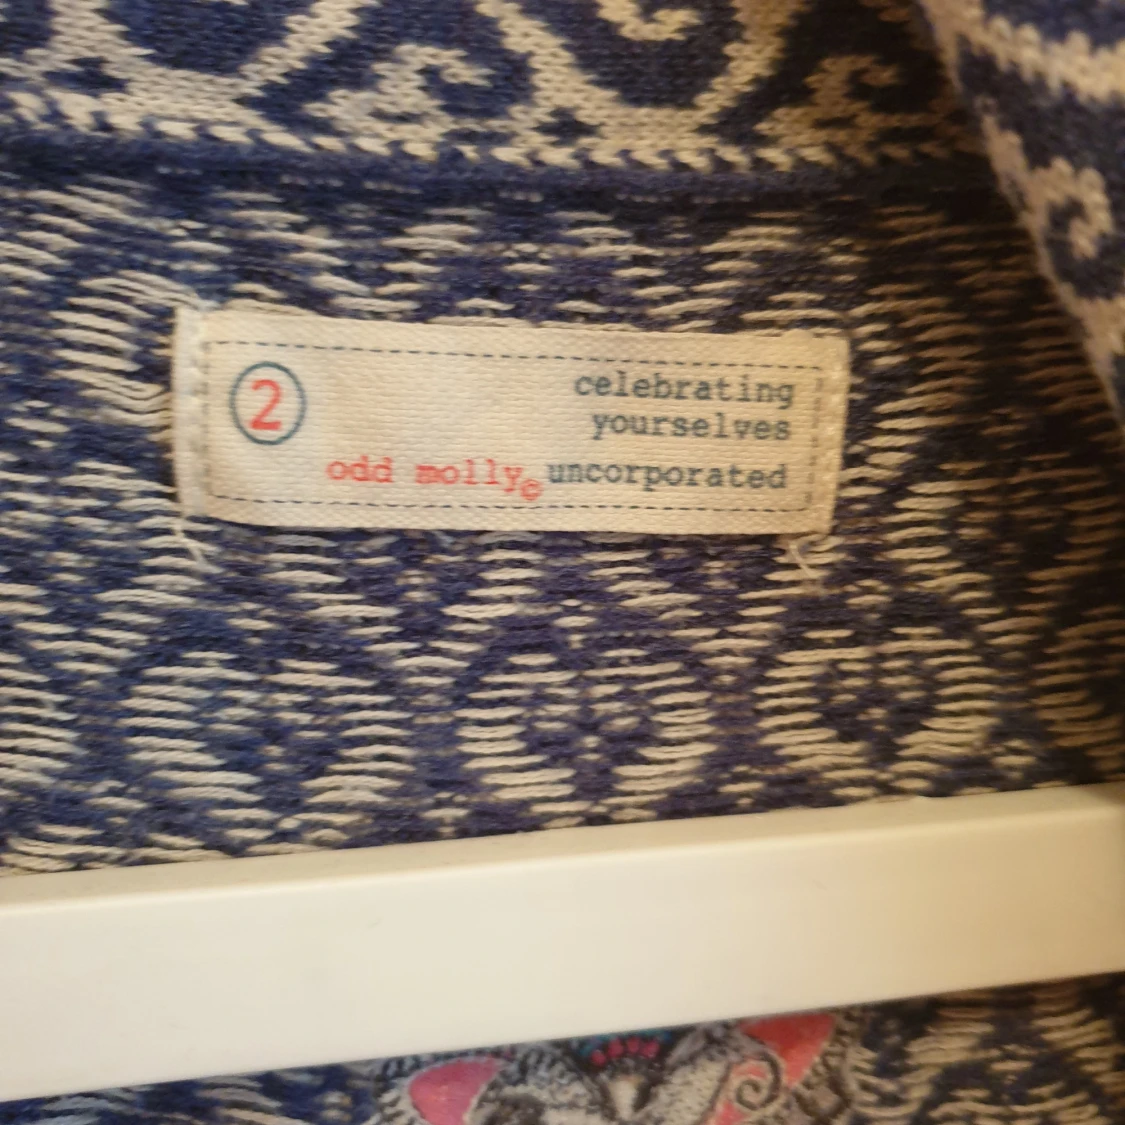 2
celebrating
yourselves
odd molly© uncorporated